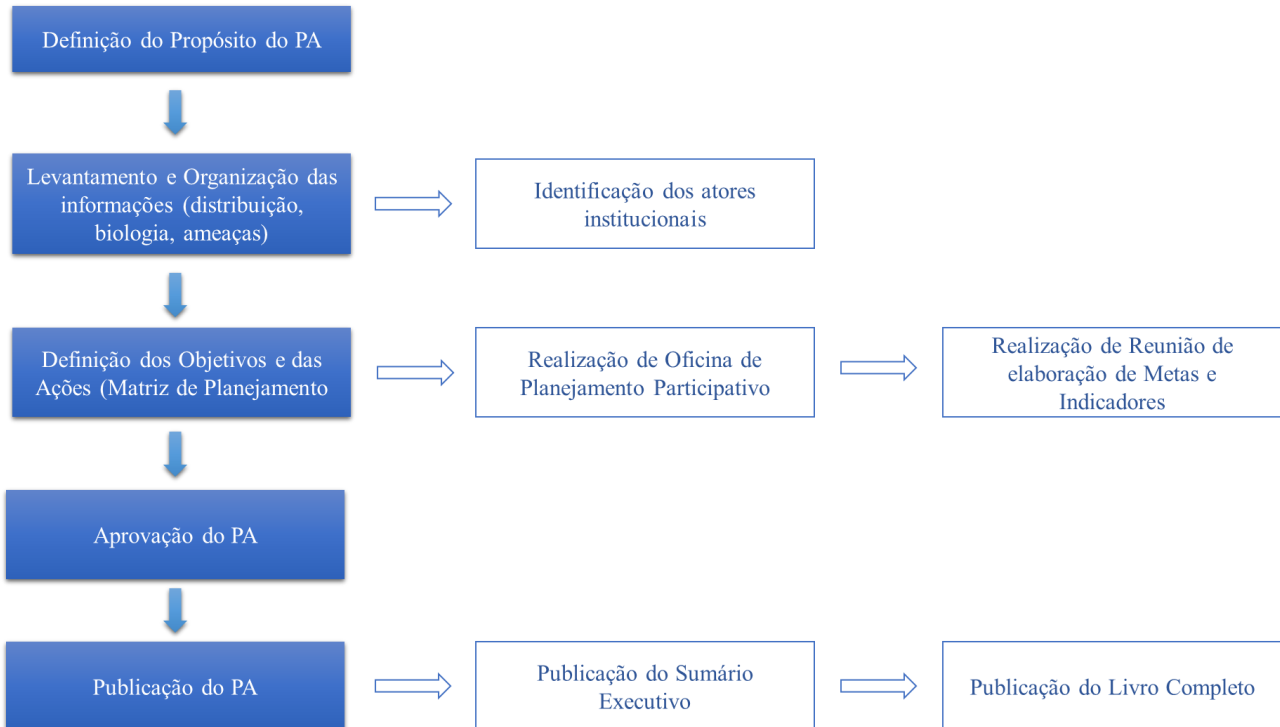 Definição do Propósito do PA
Levantamento e Organização das
informações (distribuição,
biologia, ameaças)
Identificação dos atores
institucionais
Definição dos Objetivos e das
Ações (Matriz de Planejamento
Realização de Oficina de
Planejamento Participativo
Realização de Reunião de
elaboração de Metas e
Indicadores
Aprovação do PA
Publicação do PA
Publicação do Sumário
Executivo
Publicação do Livro Completo